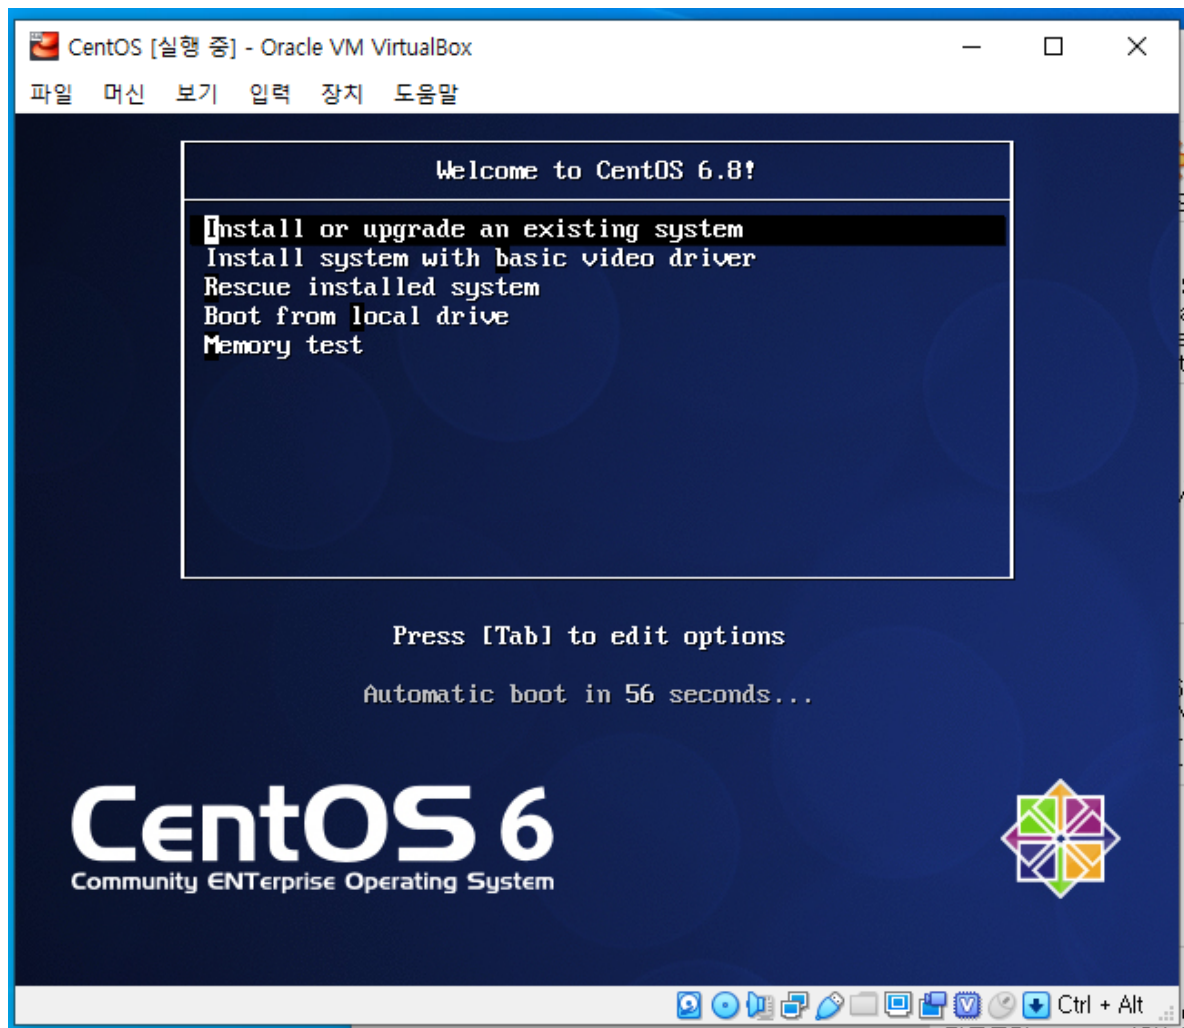 CentOS [실행 중] - Oracle VM VirtualBox
파일 머신 보기 입력 장치 도움말
Welcome to CentOS 6.8!
Install or upgrade an existing system
Install system with basic video driver
Rescue installed system
Boot from local drive
Memory test
Press [Tab] to edit options
Automatic boot in 56 seconds...
CentOS 6
Community ENTerprise Operating System
Ctrl + Alt